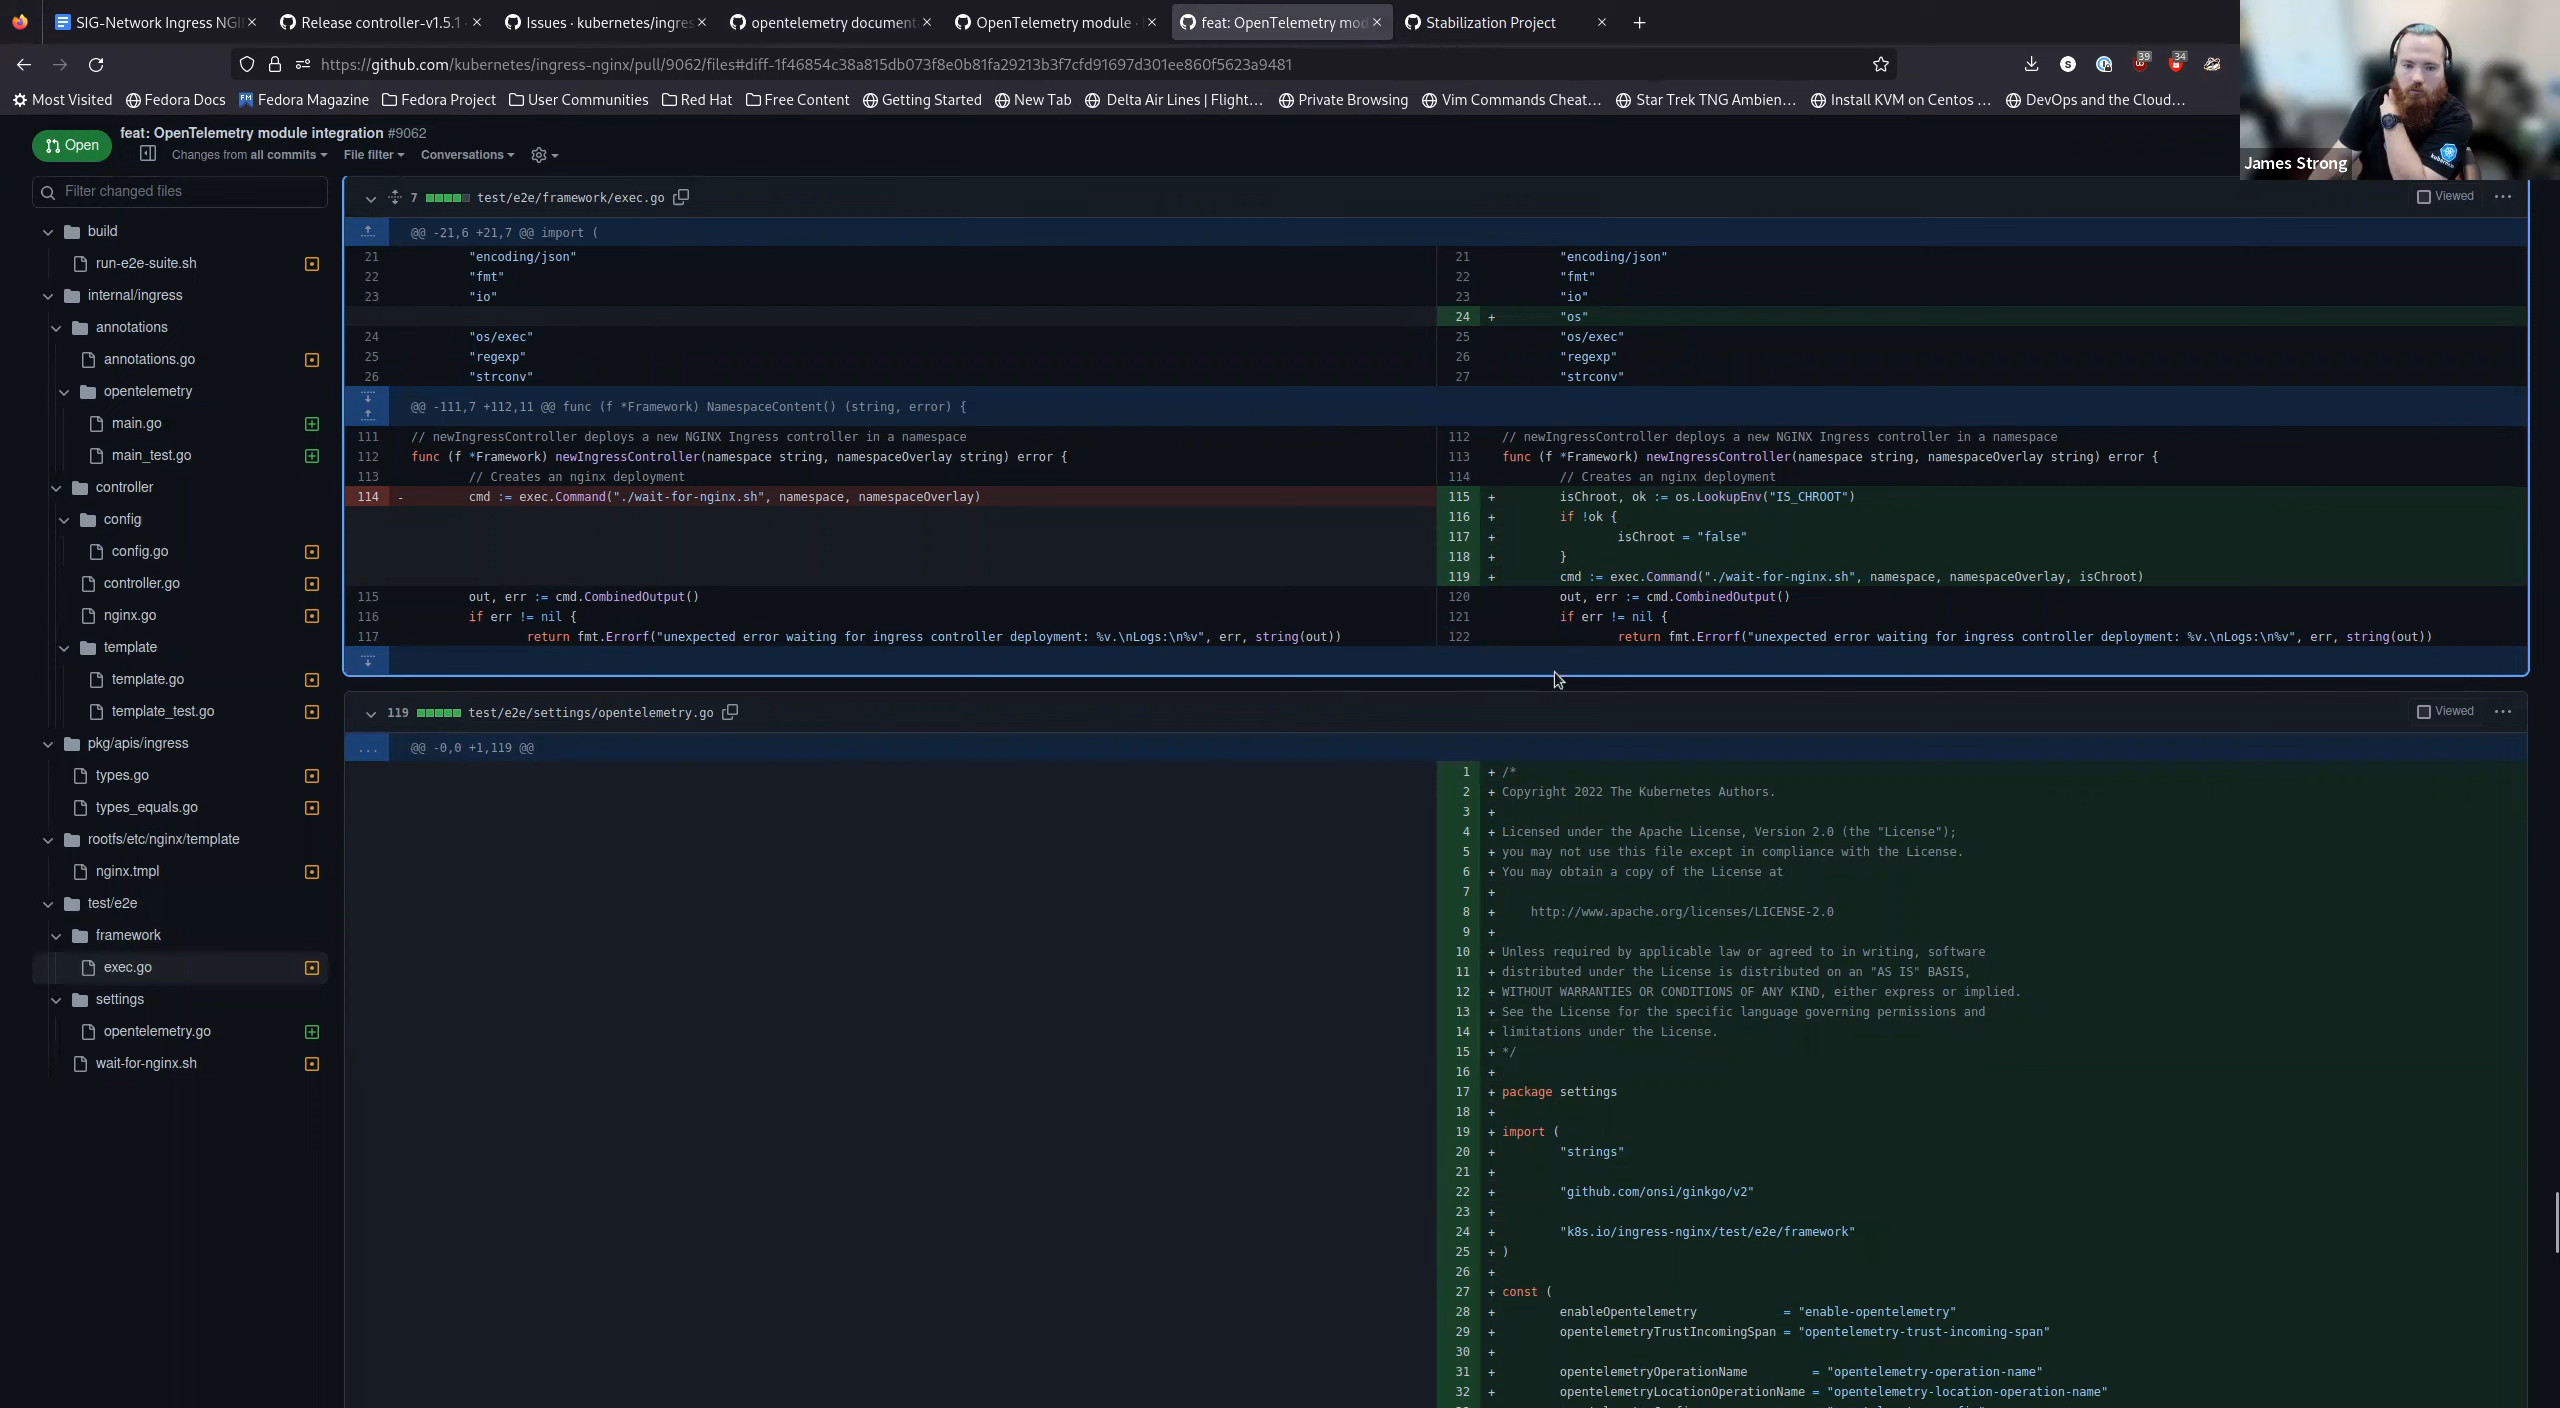 SIG-Network Ingress NGI
Release controller-v1.5.1 ·
Issues · kubernetes/ingres
opentelemetry document
OpenTelemetry module ·
feat: OpenTelemetry mod
Stabilization Project
https://github.com/kubernetes/ingress-nginx/pull/9062/files#diff-1f46854c38a815db073f8e0b81fa29213b3f7cfd91697d301ee860f5623a9481
39
34
Most Visited
Fedora Docs
Fedora Magazine
Fedora Project
User Communities
Red Hat
Free Content
Getting Started
New Tab
Delta Air Lines | Flight…
Private Browsing
Vim Commands Cheat…
Star Trek TNG Ambien…
Install KVM on Centos …
DevOps and the Cloud…
James Strong
Open
feat: OpenTelemetry module integration #9062
Changes from all commits
File filter
Conversations
Filter changed files
build
run-e2e-suite.sh
internal/ingress
annotations
annotations.go
opentelemetry
main.go
main_test.go
controller
config
config.go
controller.go
nginx.go
template
template.go
template_test.go
pkg/apis/ingress
types.go
types_equals.go
rootfs/etc/nginx/template
nginx.tmpl
test/e2e
framework
exec.go
settings
opentelemetry.go
wait-for-nginx.sh
7 test/e2e/framework/exec.go
Viewed
@@ -21,6 +21,7 @@ import (
21 "encoding/json"
22 "fmt"
23 "io"
24 "os/exec"
25 "regexp"
26 "strconv"
21 "encoding/json"
22 "fmt"
23 "io"
24 + "os"
25 "os/exec"
26 "regexp"
27 "strconv"
@@ -111,7 +112,11 @@ func (f *Framework) NamespaceContent() (string, error) {
111 // newIngressController deploys a new NGINX Ingress controller in a namespace
112 func (f *Framework) newIngressController(namespace string, namespaceOverlay string) error {
113 // Creates an nginx deployment
114 - cmd := exec.Command("./wait-for-nginx.sh", namespace, namespaceOverlay)
115 out, err := cmd.CombinedOutput()
116 if err != nil {
117 return fmt.Errorf("unexpected error waiting for ingress controller deployment: %v.\nLogs:\n%v", err, string(out))
112 // newIngressController deploys a new NGINX Ingress controller in a namespace
113 func (f *Framework) newIngressController(namespace string, namespaceOverlay string) error {
114 // Creates an nginx deployment
115 + isChroot, ok := os.LookupEnv("IS_CHROOT")
116 + if !ok {
117 + isChroot = "false"
118 + }
119 + cmd := exec.Command("./wait-for-nginx.sh", namespace, namespaceOverlay, isChroot)
120 out, err := cmd.CombinedOutput()
121 if err != nil {
122 return fmt.Errorf("unexpected error waiting for ingress controller deployment: %v.\nLogs:\n%v", err, string(out))
119 test/e2e/settings/opentelemetry.go
Viewed
... @@ -0,0 +1,119 @@
1 + /*
2 + Copyright 2022 The Kubernetes Authors.
3 +
4 + Licensed under the Apache License, Version 2.0 (the "License");
5 + you may not use this file except in compliance with the License.
6 + You may obtain a copy of the License at
7 +
8 + http://www.apache.org/licenses/LICENSE-2.0
9 +
10 + Unless required by applicable law or agreed to in writing, software
11 + distributed under the License is distributed on an "AS IS" BASIS,
12 + WITHOUT WARRANTIES OR CONDITIONS OF ANY KIND, either express or implied.
13 + See the License for the specific language governing permissions and
14 + limitations under the License.
15 + */
16 +
17 + package settings
18 +
19 + import (
20 + "strings"
21 +
22 + "github.com/onsi/ginkgo/v2"
23 +
24 + "k8s.io/ingress-nginx/test/e2e/framework"
25 + )
26 +
27 + const (
28 + enableOpentelemetry = "enable-opentelemetry"
29 + opentelemetryTrustIncomingSpan = "opentelemetry-trust-incoming-span"
30 +
31 + opentelemetryOperationName = "opentelemetry-operation-name"
32 + opentelemetryLocationOperationName = "opentelemetry-location-operation-name"